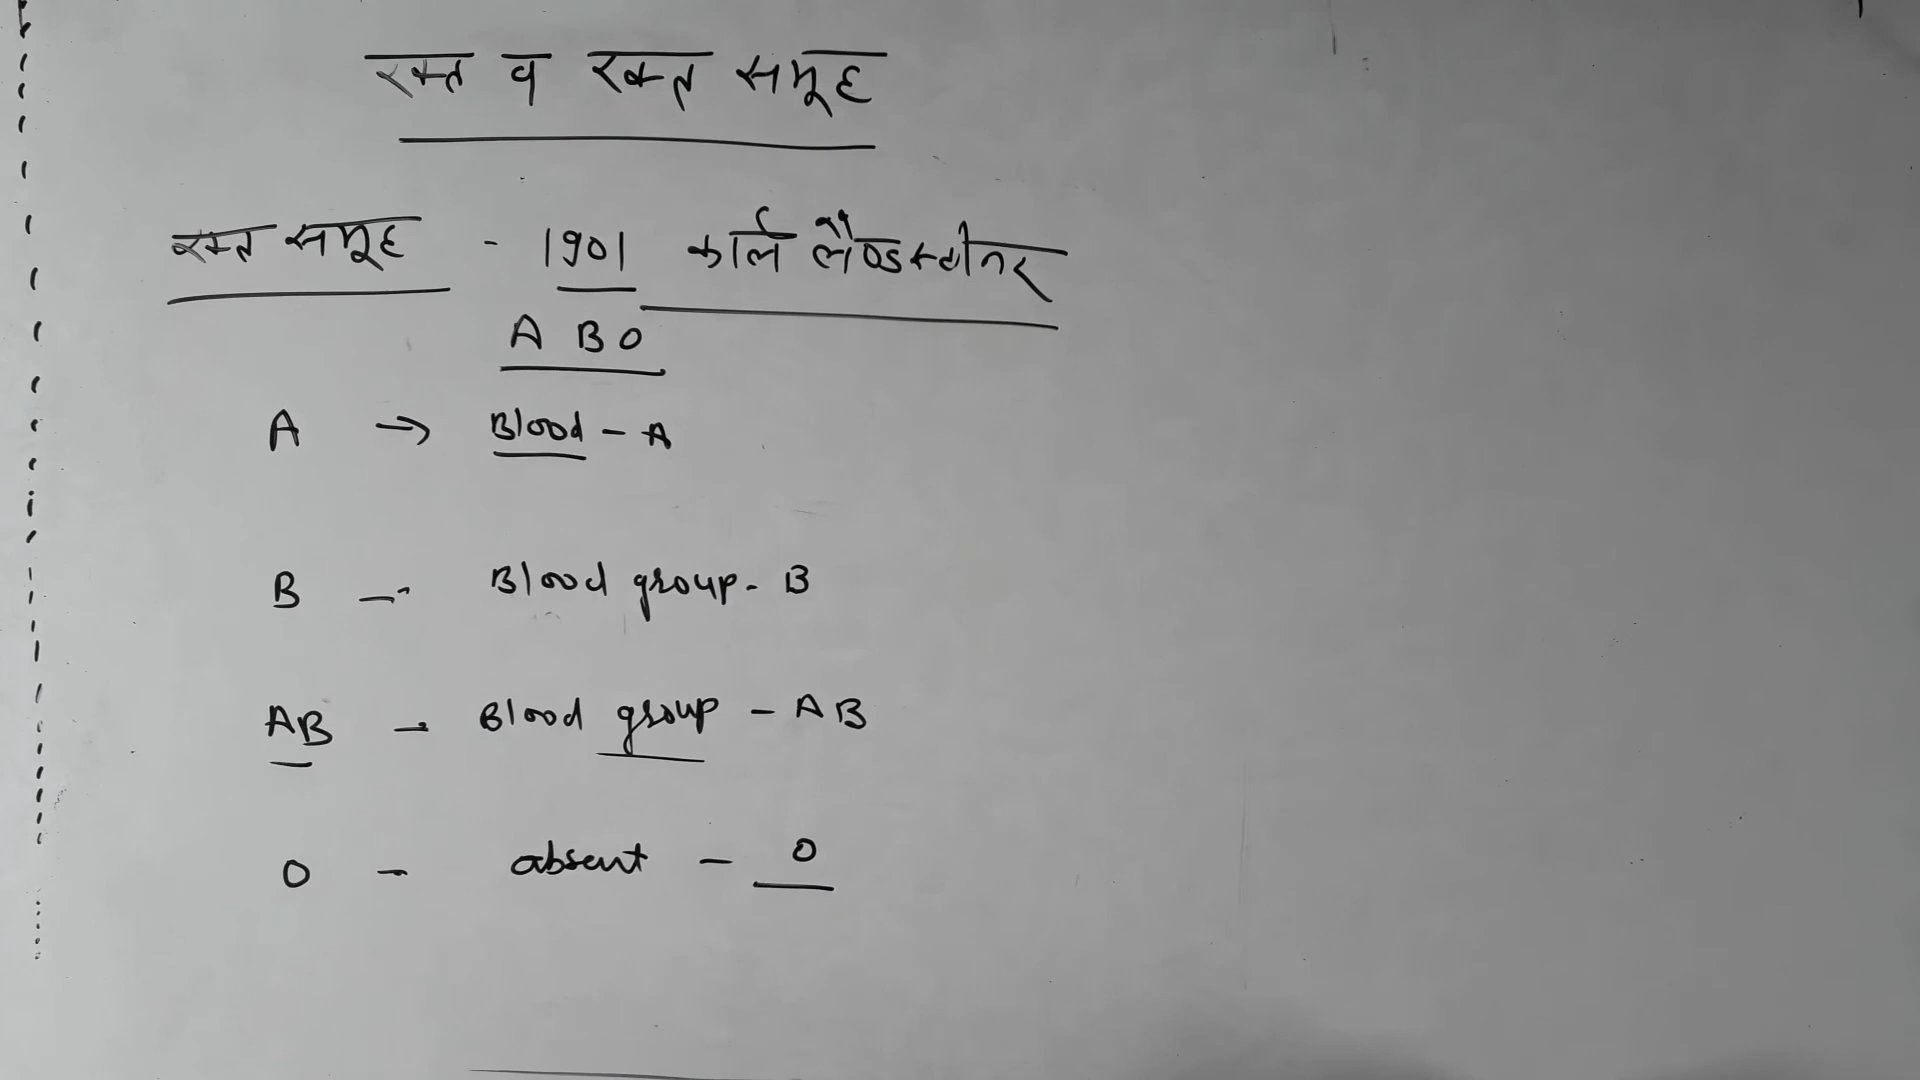 रक्त व रक्त समूह
रक्त समूह - 1901 कार्ल लैण्डस्टीनर
A B O
A → Blood - A
B → Blood group - B
AB - Blood group - AB
O - absent - O